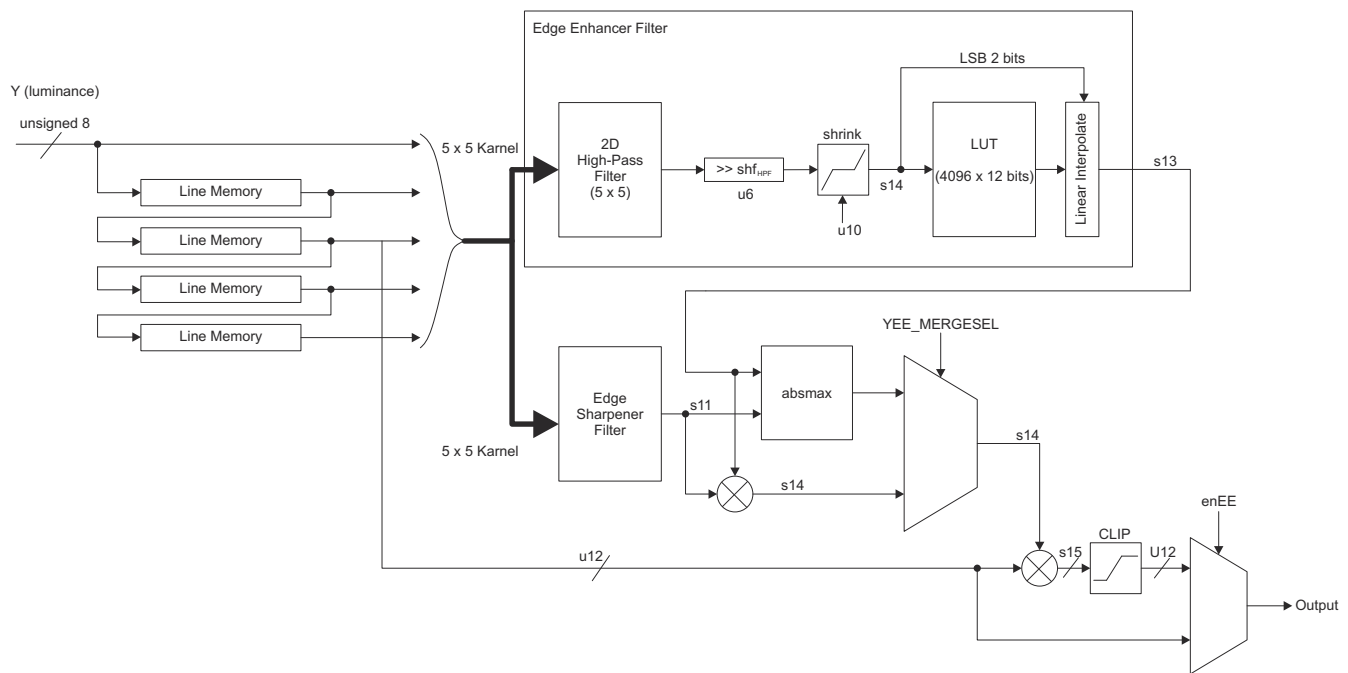 Edge Enhancer Filter
LSB 2 bits
Y (luminance)
unsigned 8
5 x 5 Karnel
2D
High-Pass
Filter
(5 x 5)
>> shfHPF
u6
shrink
u10
s14
LUT
(4096 x 12 bits)
Linear Interpolate
s13
Line Memory
Line Memory
Line Memory
Line Memory
YEE_MERGESEL
5 x 5 Karnel
Edge
Sharpener
Filter
s11
absmax
s14
s14
enEE
u12
s15
CLIP
U12
Output